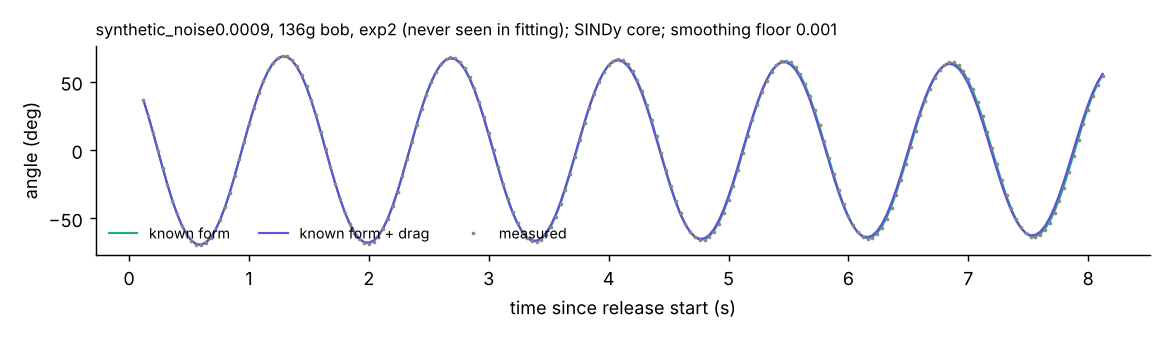 synthetic_noise0.0009, 136g bob, exp2 (never seen in fitting); SINDy core; smoothing floor 0.001
angle (deg)
50
0
−50
known form
known form + drag
measured
0 1 2 3 4 5 6 7 8
time since release start (s)